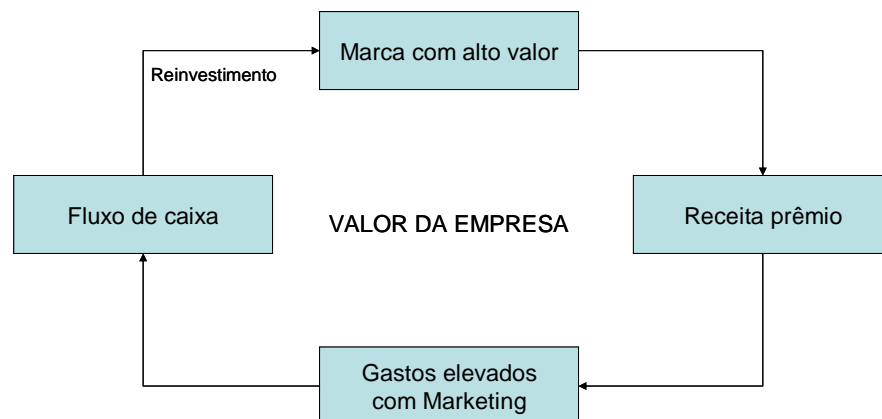 Marca com alto valor
Reinvestimento
Fluxo de caixa
VALOR DA EMPRESA
Receita prêmio
Gastos elevados
com Marketing